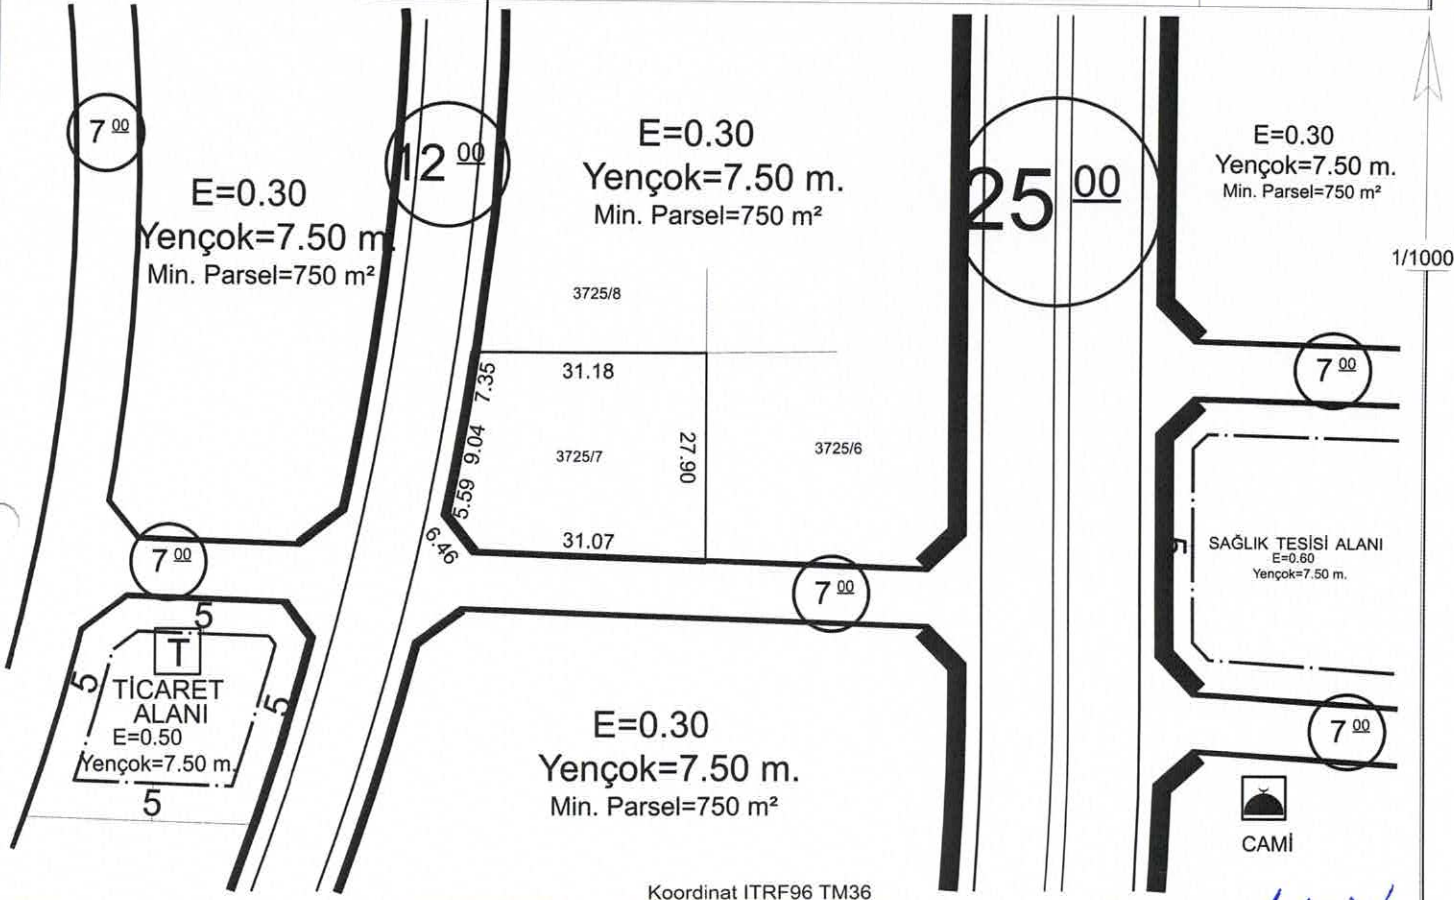 7 00
12 00
25 00
E=0.30
Yençok=7.50 m.
Min. Parsel=750 m²
E=0.30
Yençok=7.50 m.
Min. Parsel=750 m²
E=0.30
Yençok=7.50 m.
Min. Parsel=750 m²
1/1000
3725/8
31.18
7.35
9.04
5.59
6.46
3725/7
27.90
31.07
3725/6
7 00
7 00
7 00
5
SAĞLIK TESİSİ ALANI
E=0.60
Yençok=7.50 m.
5
T
5
5
TİCARET
ALANI
E=0.50
Yençok=7.50 m.
5
E=0.30
Yençok=7.50 m.
Min. Parsel=750 m²
7 00
CAMİ
Koordinat ITRF96 TM36